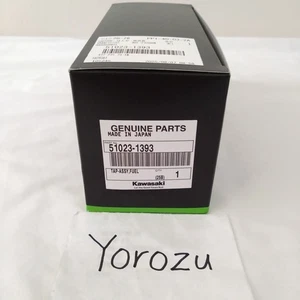 51023-1393
GENUINE PARTS
MADE IN JAPAN
51023-1393
TAP-ASSY,FUEL
1
Kawasaki
Yorozu